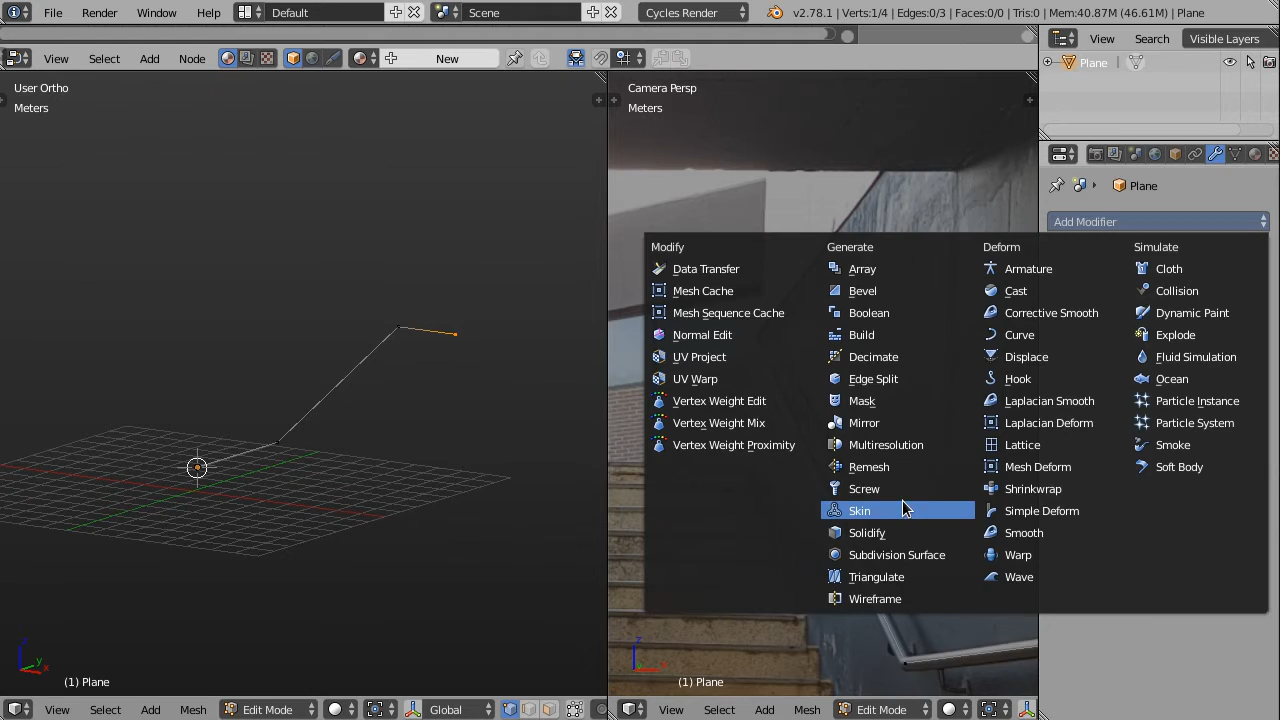 File Render Window Help Default Scene Cycles Render v2.78.1 | Verts:1/4 | Edges:0/3 | Faces:0/0 | Tris:0 | Mem:40.87M (46.61M) | Plane
View Select Add Node New
View Search Visible Layers
Plane
User Ortho
Meters
Camera Persp
Meters
Plane
Add Modifier
Modify
Data Transfer
Mesh Cache
Mesh Sequence Cache
Normal Edit
UV Project
UV Warp
Vertex Weight Edit
Vertex Weight Mix
Vertex Weight Proximity
Generate
Array
Bevel
Boolean
Build
Decimate
Edge Split
Mask
Mirror
Multiresolution
Remesh
Screw
Skin
Solidify
Subdivision Surface
Triangulate
Wireframe
Deform
Armature
Cast
Corrective Smooth
Curve
Displace
Hook
Laplacian Smooth
Laplacian Deform
Lattice
Mesh Deform
Shrinkwrap
Simple Deform
Smooth
Warp
Wave
Simulate
Cloth
Collision
Dynamic Paint
Explode
Fluid Simulation
Ocean
Particle Instance
Particle System
Smoke
Soft Body
z
y
x
(1) Plane
z
x
(1) Plane
View Select Add Mesh Edit Mode Global
View Select Add Mesh Edit Mode